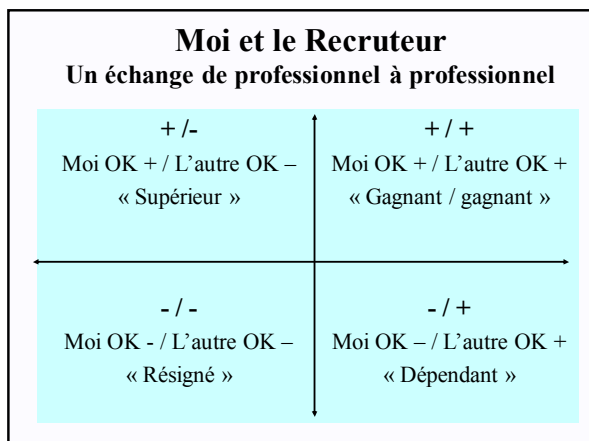 Moi et le Recruteur
Un échange de professionnel à professionnel
+ /-
Moi OK + / L'autre OK –
« Supérieur »
+ / +
Moi OK + / L'autre OK +
« Gagnant / gagnant »
- / -
Moi OK - / L'autre OK –
« Résigné »
- / +
Moi OK – / L'autre OK +
« Dépendant »